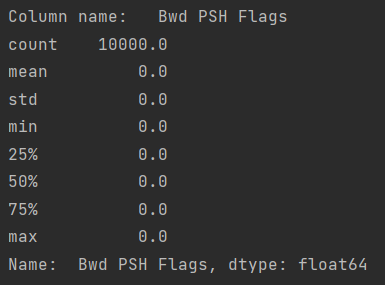 Column name:   Bwd PSH Flags
count    10000.0
mean         0.0
std          0.0
min          0.0
25%          0.0
50%          0.0
75%          0.0
max          0.0
Name:  Bwd PSH Flags, dtype: float64